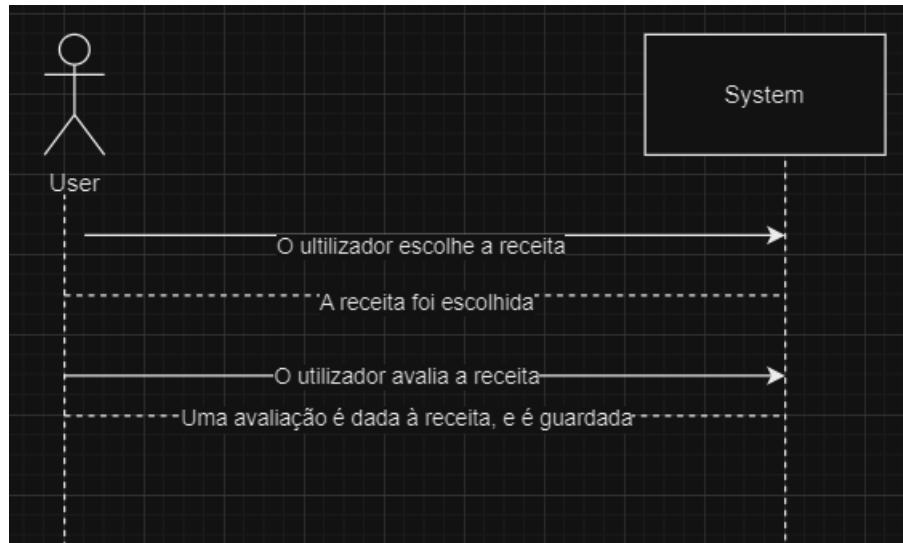 System
User
O ultilizador escolhe a receita
A receita foi escolhida
O utilizador avalia a receita
Uma avaliação é dada à receita, e é guardada